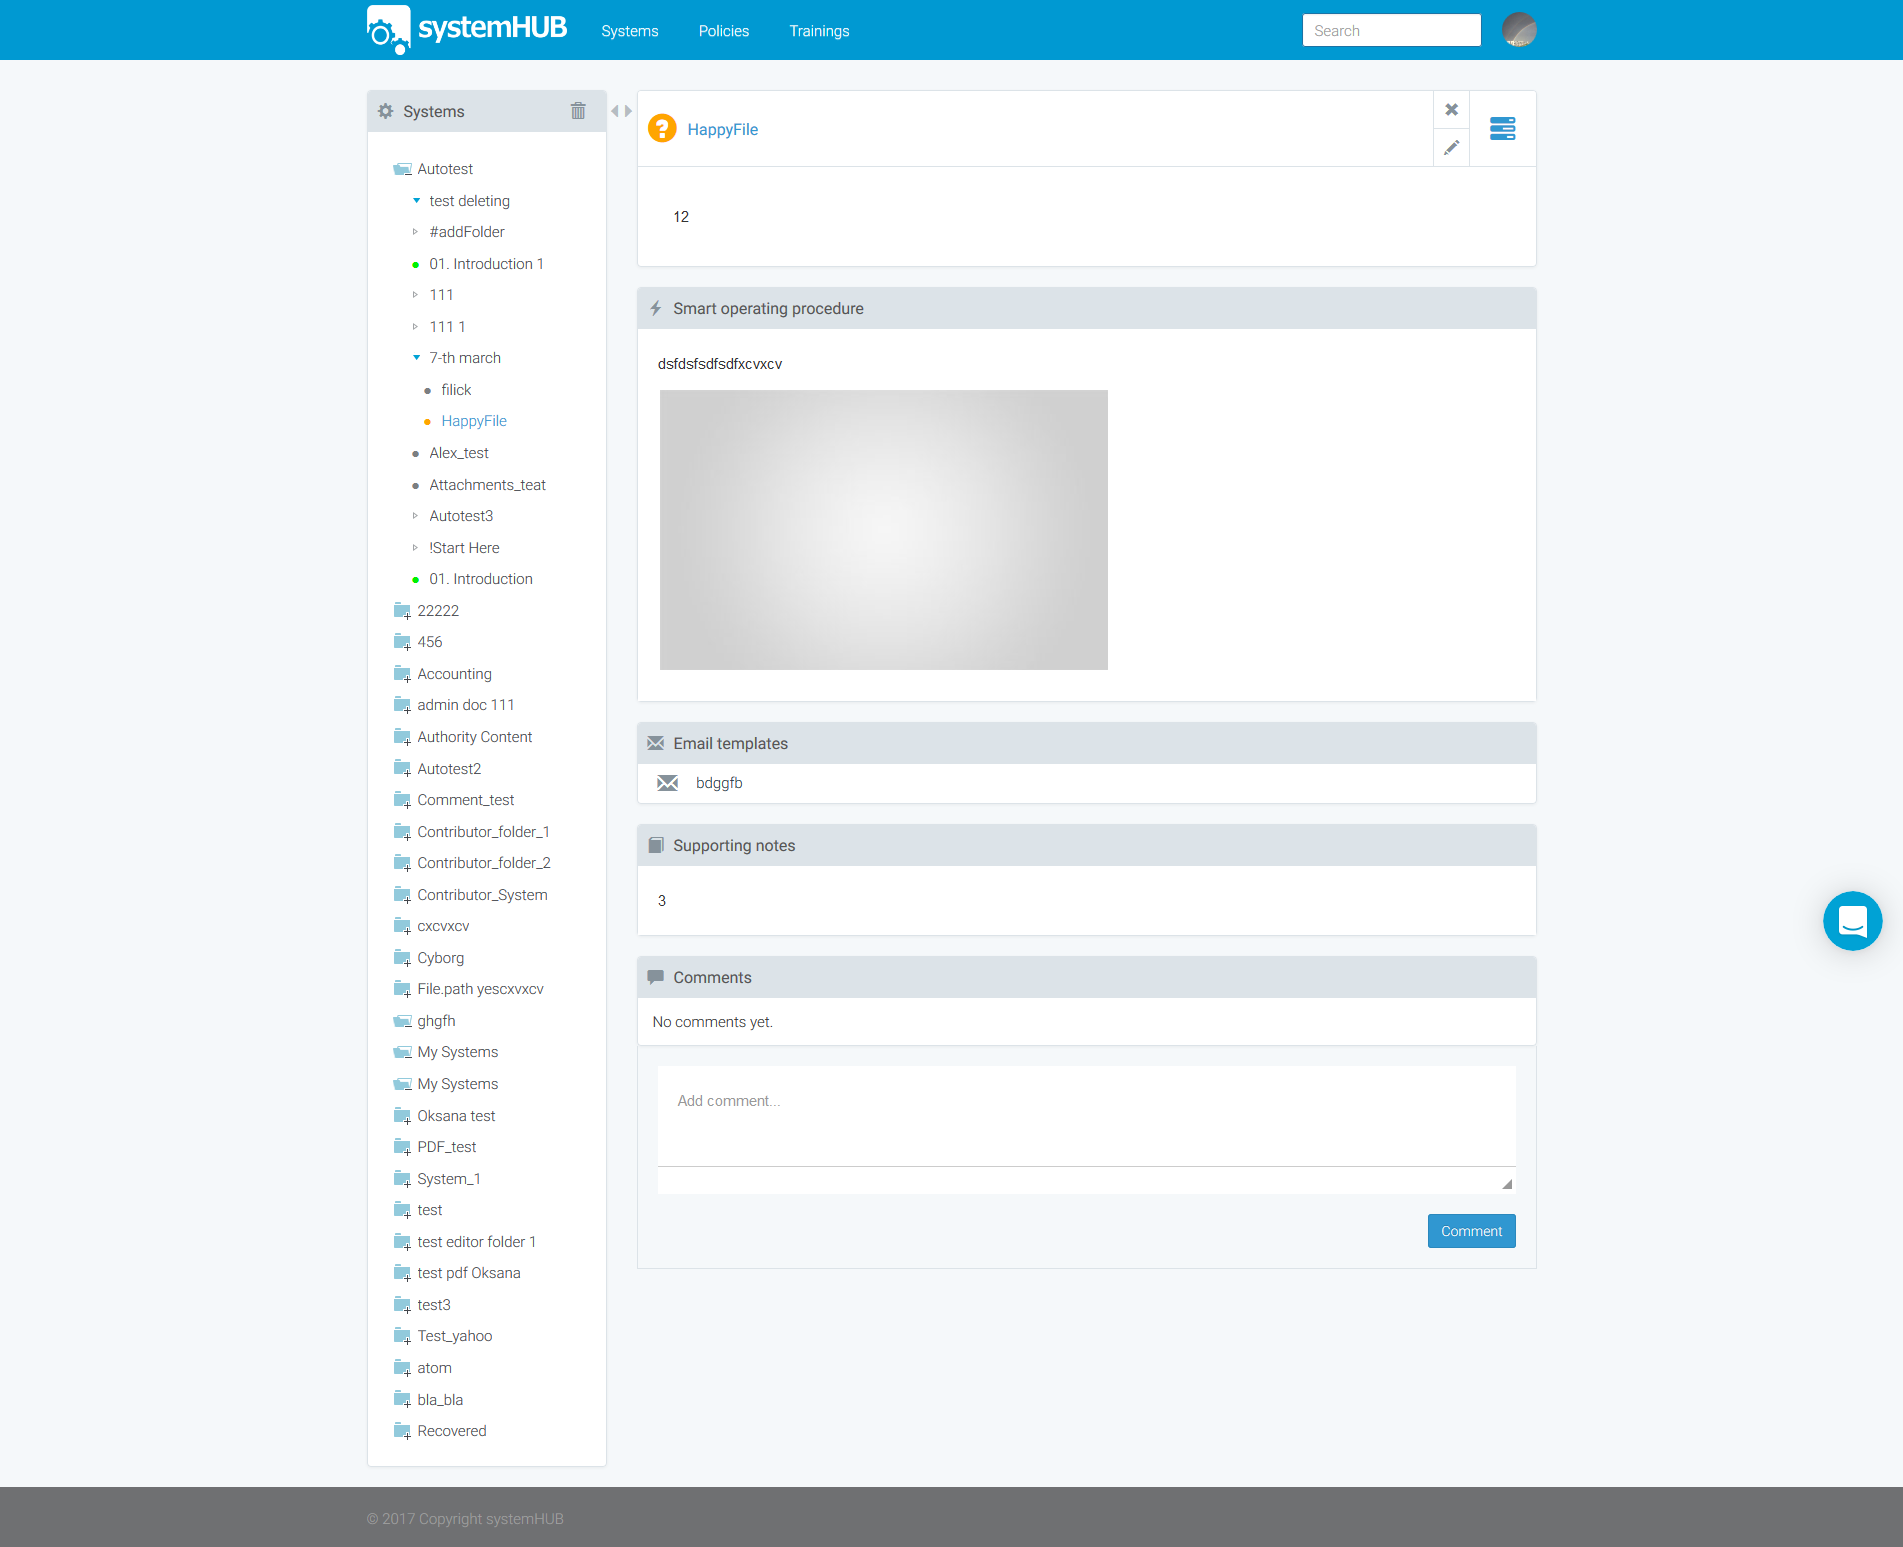 systemHUB
Systems
Policies
Trainings
Search
Systems
Autotest
test deleting
#addFolder
01. Introduction 1
111
111 1
7-th march
filick
HappyFile
Alex_test
Attachments_teat
Autotest3
!Start Here
01. Introduction
22222
456
Accounting
admin doc 111
Authority Content
Autotest2
Comment_test
Contributor_folder_1
Contributor_folder_2
Contributor_System
cxcvxcv
Cyborg
File.path yescxvxcv
ghgfh
My Systems
My Systems
Oksana test
PDF_test
System_1
test
test editor folder 1
test pdf Oksana
test3
Test_yahoo
atom
bla_bla
Recovered
HappyFile
12
Smart operating procedure
dsfdsfsdfsdfxcvxcv
Email templates
bdggfb
Supporting notes
3
Comments
No comments yet.
Add comment...
Comment
© 2017 Copyright systemHUB